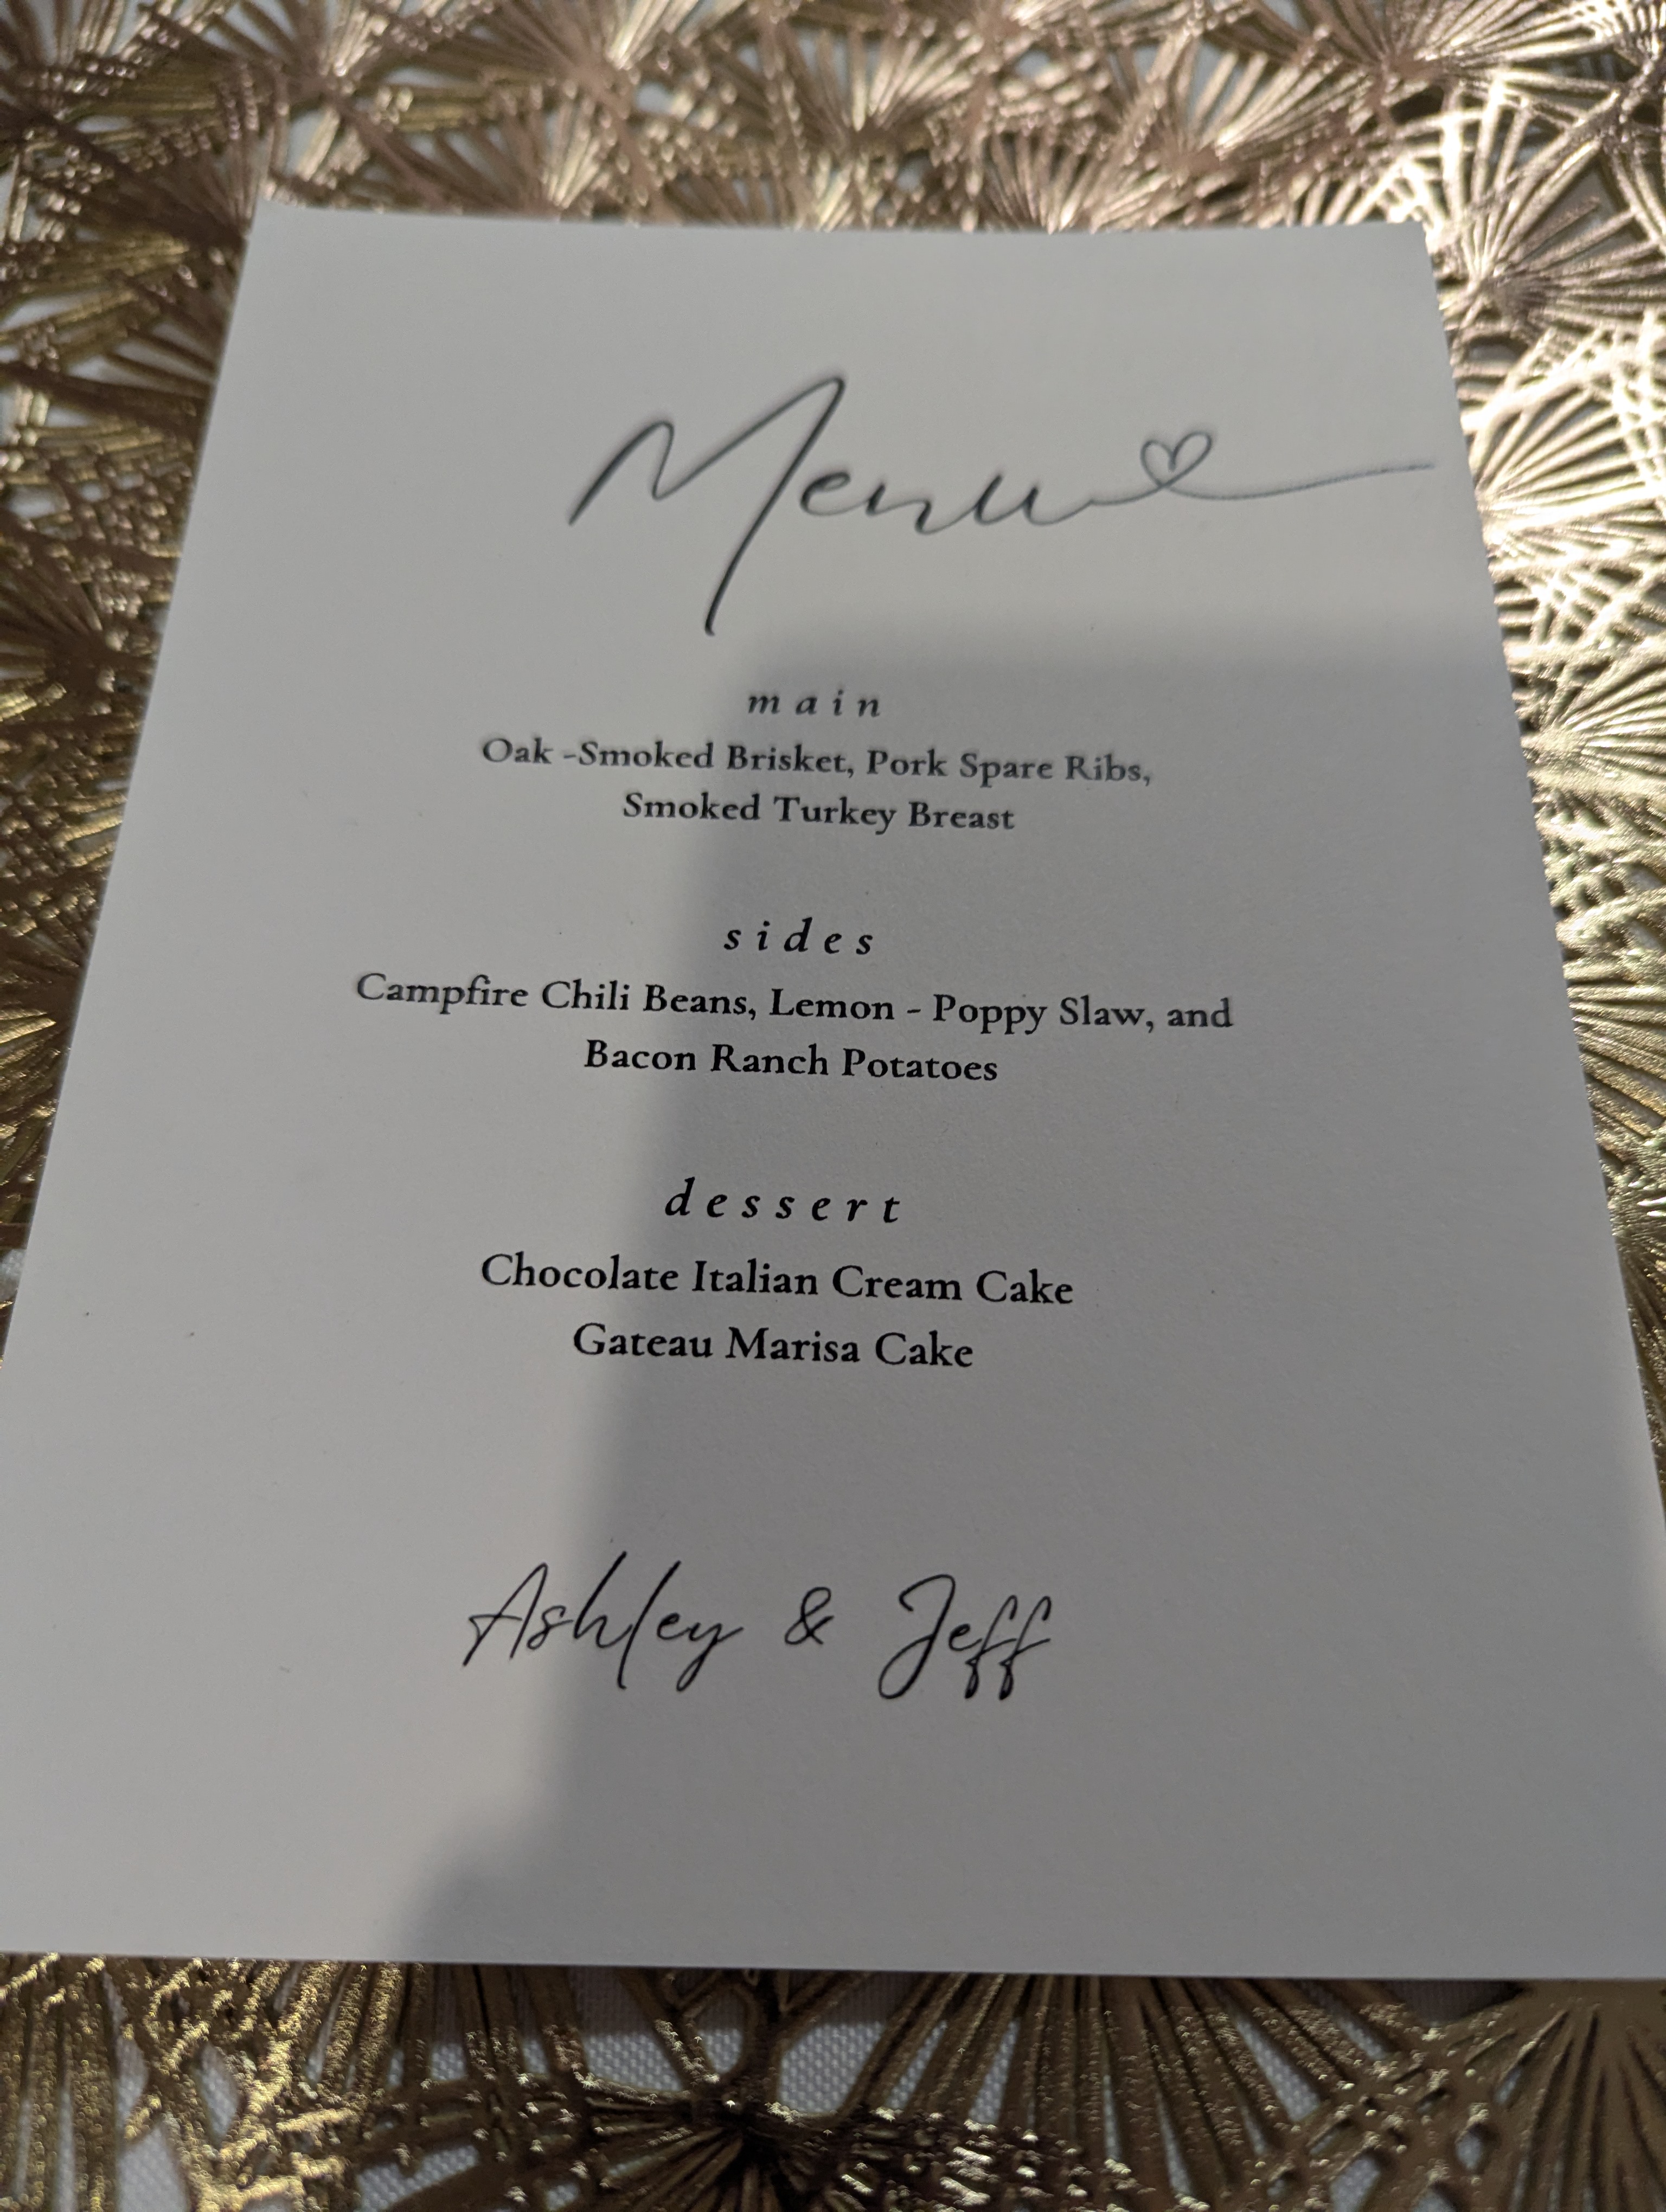 Menu
main
Oak -Smoked Brisket, Pork Spare Ribs,
Smoked Turkey Breast
sides
Campfire Chili Beans, Lemon - Poppy Slaw, and
Bacon Ranch Potatoes
dessert
Chocolate Italian Cream Cake
Gateau Marisa Cake
Ashley & Jeff